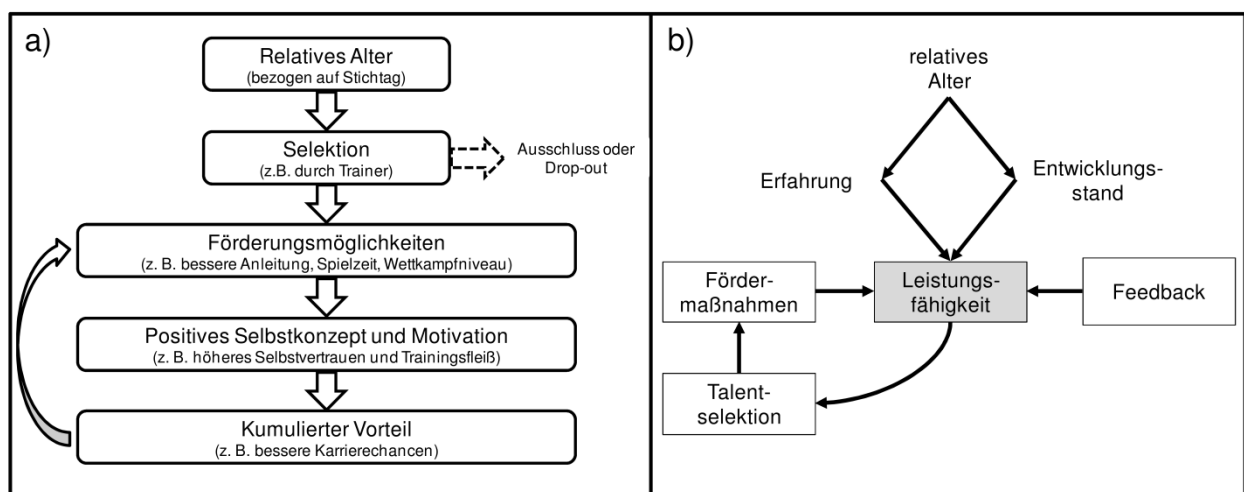 a)
Relatives Alter
(bezogen auf Stichtag)
Selektion
(z.B. durch Trainer)
Ausschluss oder
Drop-out
Förderungsmöglichkeiten
(z. B. bessere Anleitung, Spielzeit, Wettkampfniveau)
Positives Selbstkonzept und Motivation
(z. B. höheres Selbstvertrauen und Trainingsfleiß)
Kumulierter Vorteil
(z. B. bessere Karrierechancen)
b)
relatives
Alter
Erfahrung
Entwicklungs-
stand
Förder-
maßnahmen
Leistungs-
fähigkeit
Feedback
Talent-
selektion